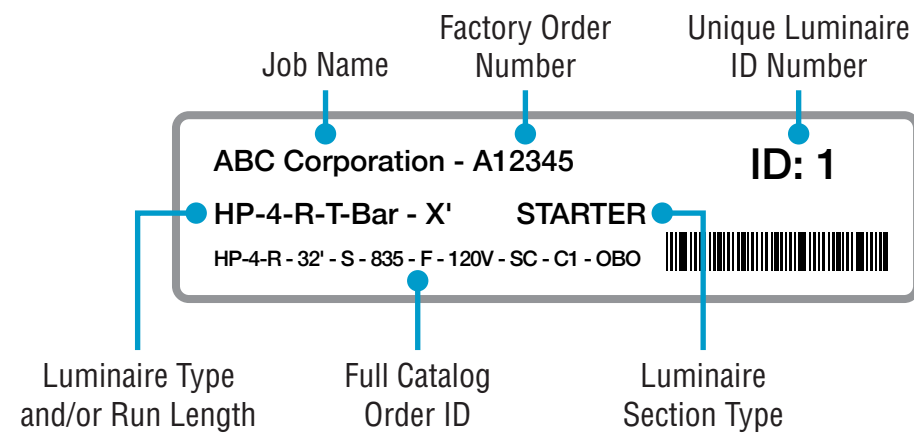 Factory Order
Number
Unique Luminaire
ID Number
Job Name
ABC Corporation - A12345
ID: 1
HP-4-R-T-Bar - X'
STARTER
HP-4-R - 32' - S - 835 - F - 120V - SC - C1 - OBO
Luminaire Type
and/or Run Length
Full Catalog
Order ID
Luminaire
Section Type